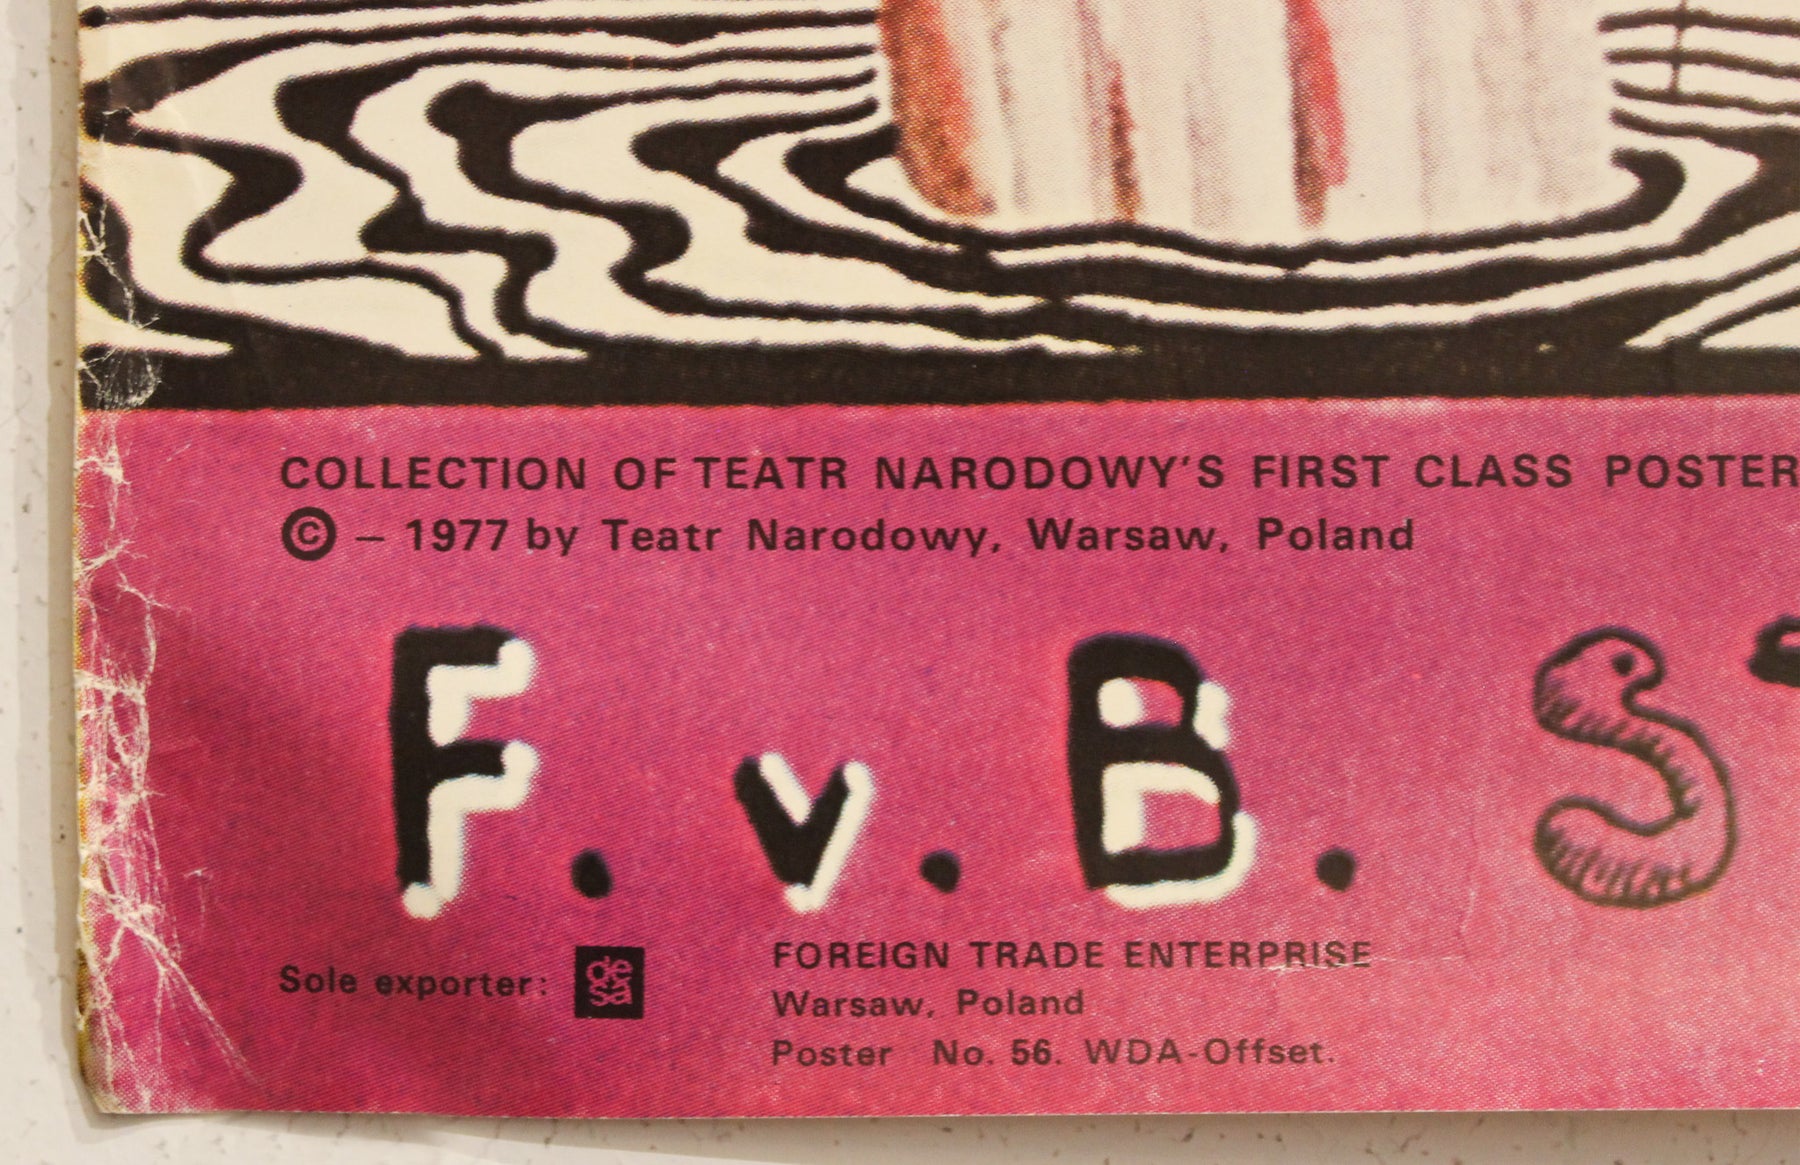 COLLECTION OF TEATR NARODOWY'S FIRST CLASS POSTER
© – 1977 by Teatr Narodowy, Warsaw, Poland
F. v. B. S
Sole exporter: desa
FOREIGN TRADE ENTERPRISE
Warsaw, Poland
Poster No. 56. WDA-Offset.